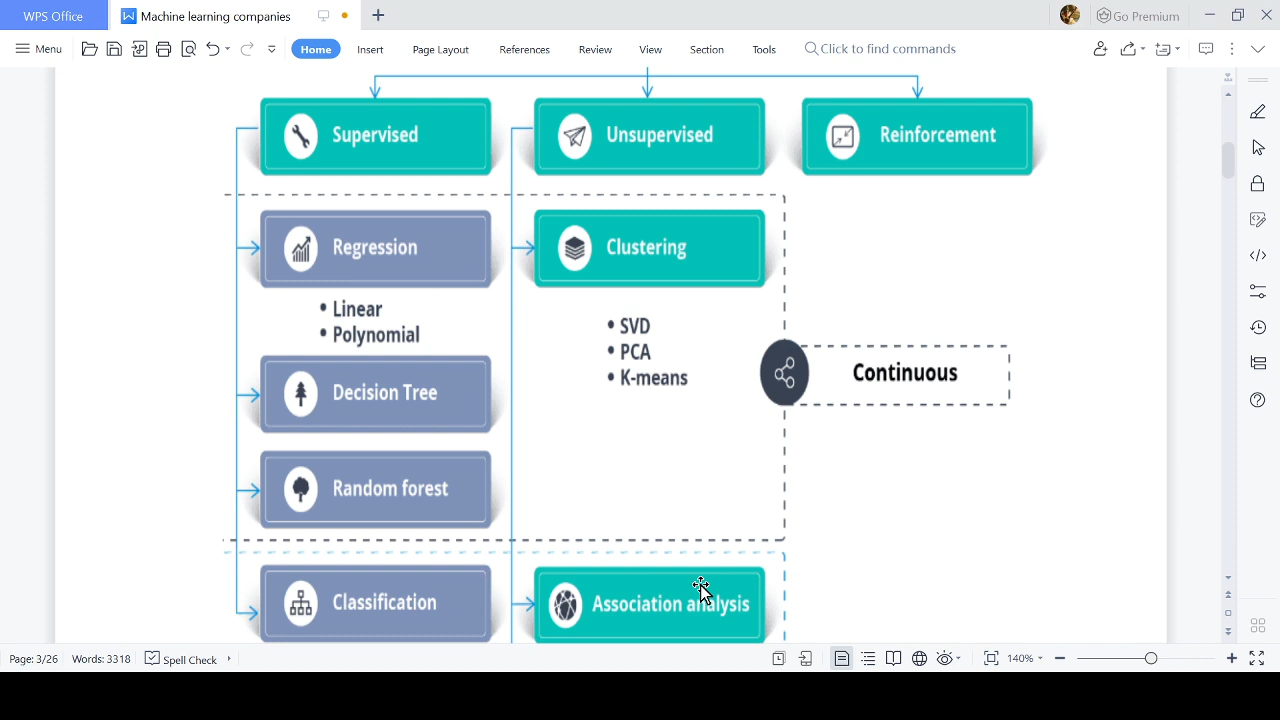 WPS Office
Machine learning companies
Go Premium
Menu
Home
Insert
Page Layout
References
Review
View
Section
Tools
Click to find commands
Supervised
Unsupervised
Reinforcement
Regression
Clustering
• Linear
• Polynomial
• SVD
• PCA
• K-means
Continuous
Decision Tree
Random forest
Classification
Association analysis
Page: 3/26
Words: 3318
Spell Check
140%